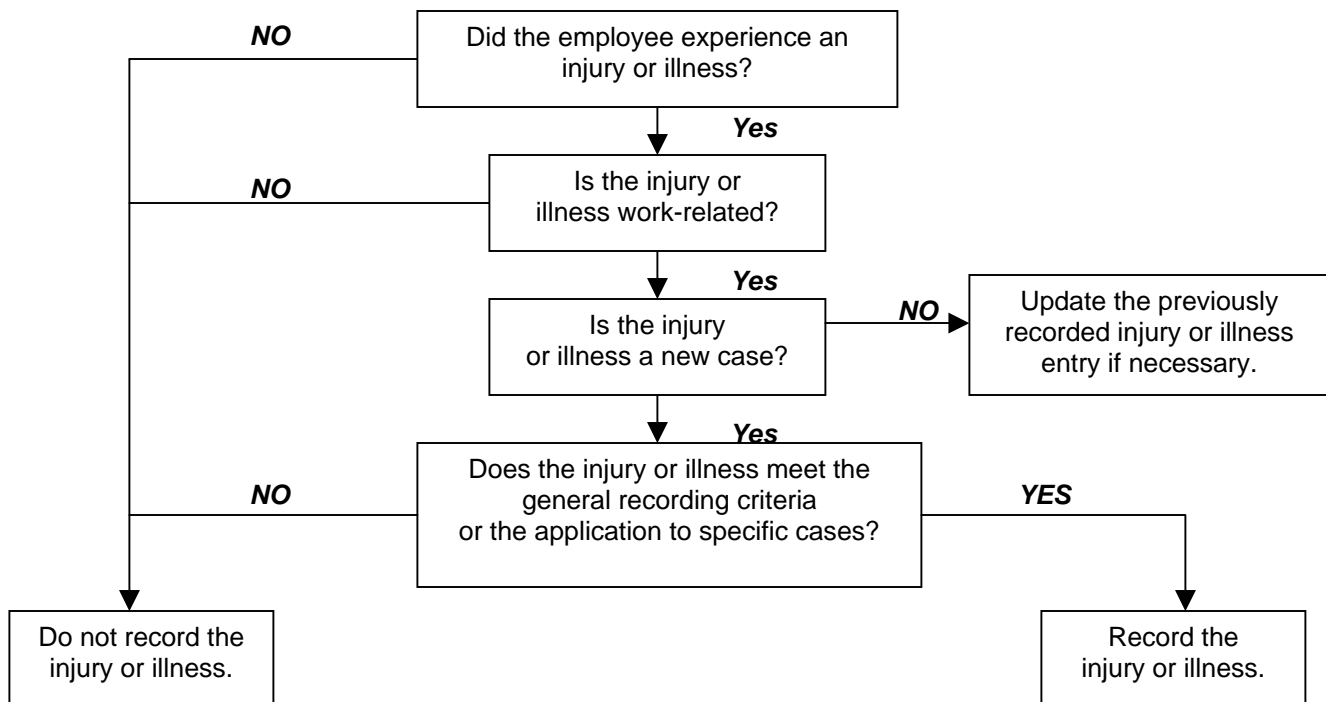 NO
Did the employee experience an
injury or illness?
Yes
NO
Is the injury or
illness work-related?
Yes
Is the injury
or illness a new case?
NO
Update the previously
recorded injury or illness
entry if necessary.
Yes
NO
Does the injury or illness meet the
general recording criteria
or the application to specific cases?
YES
Do not record the
injury or illness.
Record the
injury or illness.